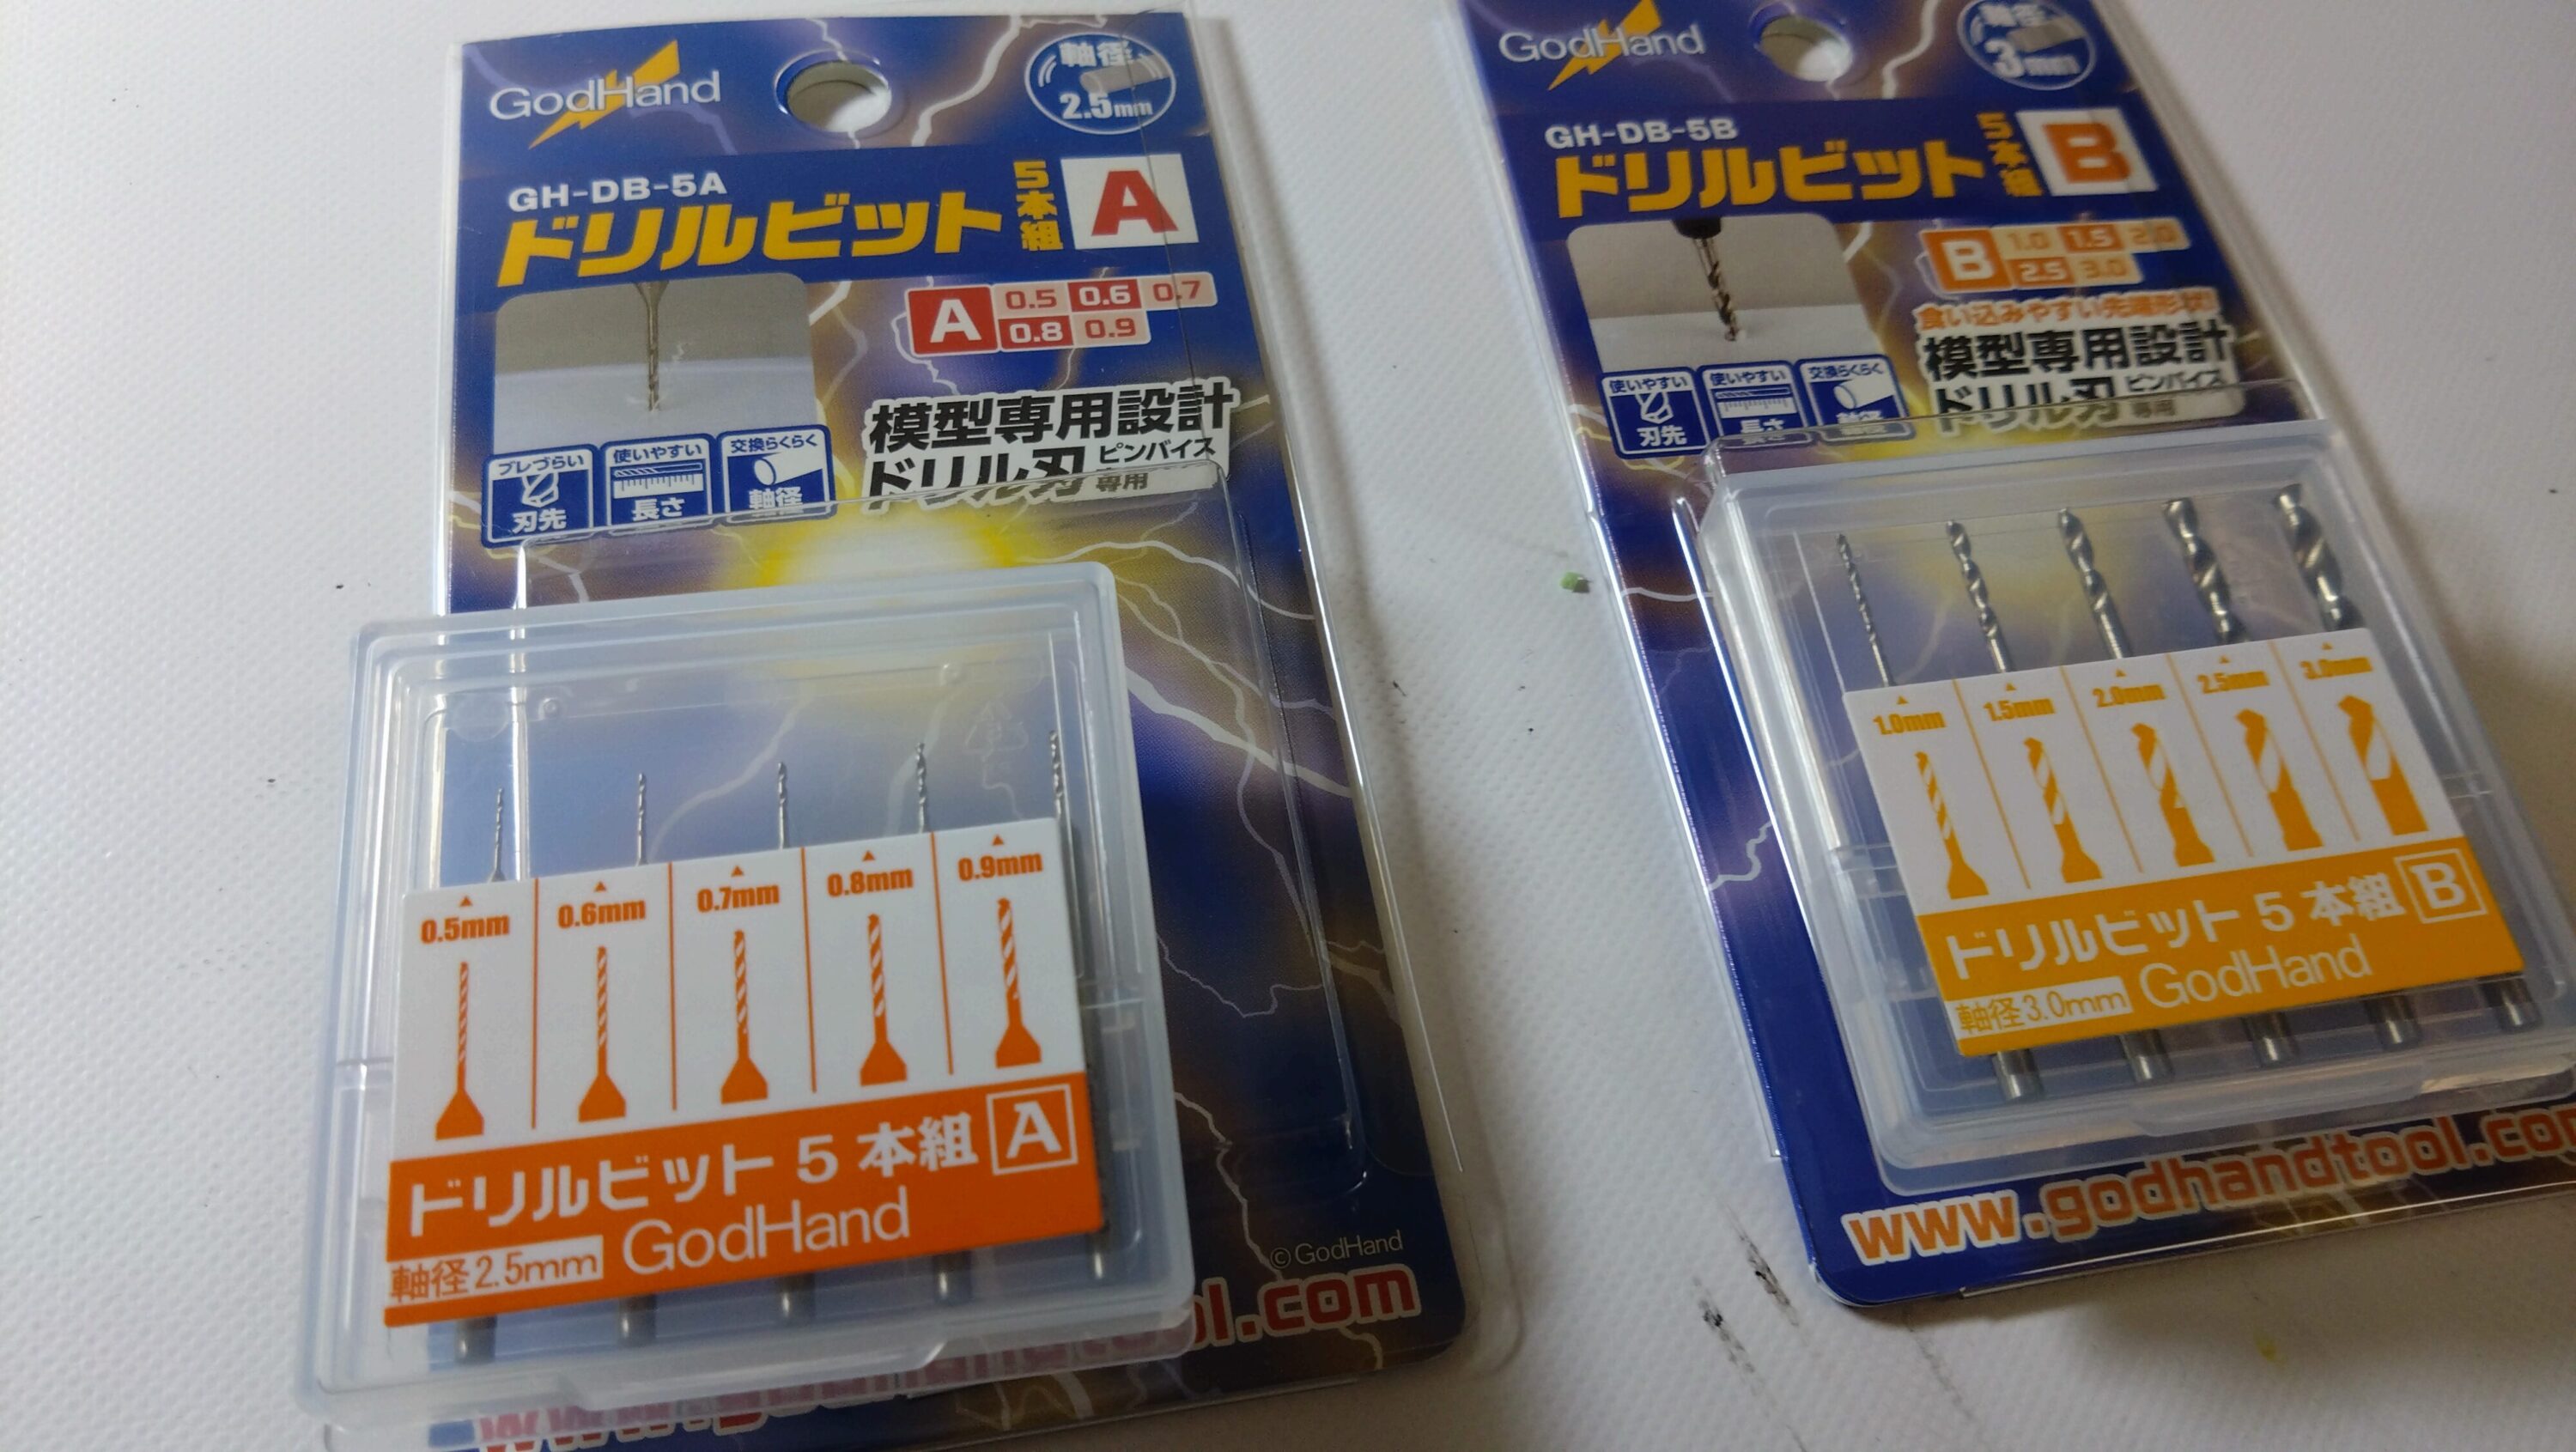 GodHand
軸径
2.5mm
GH-DB-5A
ドリルビット
5本組
A
A 0.5 0.6 0.7
0.8 0.9
模型専用設計
ドリル刃 ピンバイス
専用
ブレづらい
刃先
使いやすい
長さ
交換らくらく
軸径
0.5mm 0.6mm 0.7mm 0.8mm 0.9mm
ドリルビット 5 本組 A
軸径2.5mm GodHand
© GodHand
www.godhandtool.com
GodHand
軸径
3mm
GH-DB-5B
ドリルビット
5本組
B
B 1.0 1.5 2.0
2.5 3.0
食い込みやすい先端形状!
模型専用設計
ドリル刃 ピンバイス
専用
使いやすい
刃先
使いやすい
長さ
交換らくらく
軸径
1.0mm 1.5mm 2.0mm 2.5mm 3.0mm
ドリルビット 5 本組 B
軸径3.0mm GodHand
www.godhandtool.co